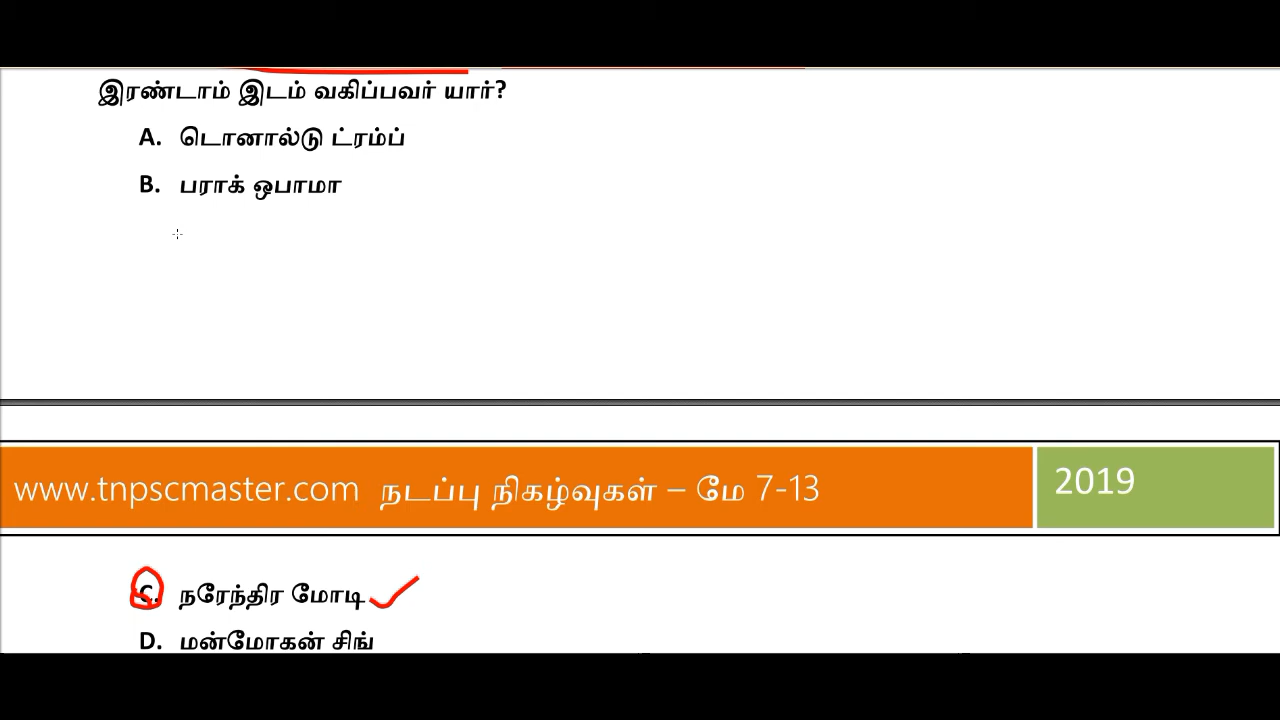 இரண்டாம் இடம் வகிப்பவர் யார்?
A. டொனால்டு ட்ரம்ப்
B. பராக் ஒபாமா
www.tnpscmaster.com நடப்பு நிகழ்வுகள் – மே 7-13
2019
C. நரேந்திர மோடி
D. மன்மோகன் சிங்